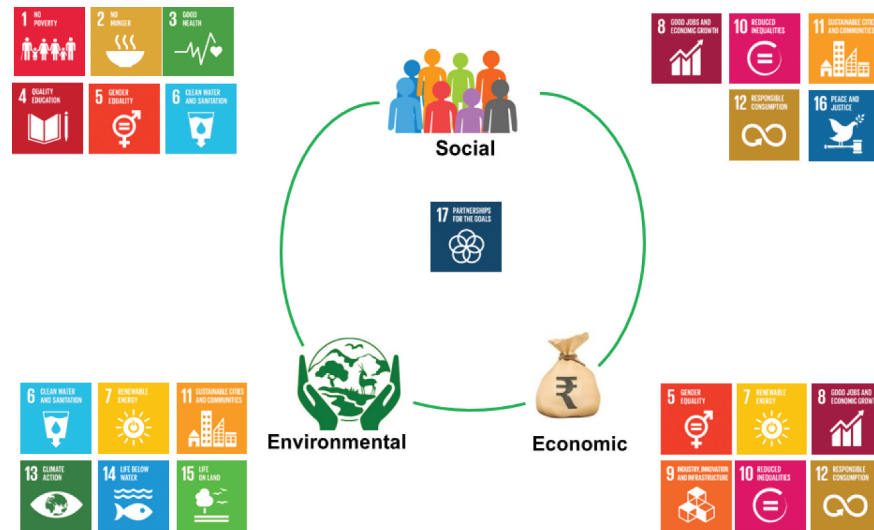 1 NO
POVERTY
2 NO
HUNGER
3 GOOD
HEALTH
4 QUALITY
EDUCATION
5 GENDER
EQUALITY
6 CLEAN WATER
AND SANITATION
8 GOOD JOBS AND
ECONOMIC GROWTH
10 REDUCED
INEQUALITIES
11 SUSTAINABLE CITIES
AND COMMUNITIES
12 RESPONSIBLE
CONSUMPTION
16 PEACE AND
JUSTICE
Social
17 PARTNERSHIPS
FOR THE GOALS
₹
Environmental
Economic
6 CLEAN WATER
AND SANITATION
7 RENEWABLE
ENERGY
11 SUSTAINABLE CITIES
AND COMMUNITIES
13 CLIMATE
ACTION
14 LIFE BELOW
WATER
15 LIFE
ON LAND
5 GENDER
EQUALITY
7 RENEWABLE
ENERGY
8 GOOD JOBS AND
ECONOMIC GROWTH
9 INDUSTRY, INNOVATION
AND INFRASTRUCTURE
10 REDUCED
INEQUALITIES
12 RESPONSIBLE
CONSUMPTION